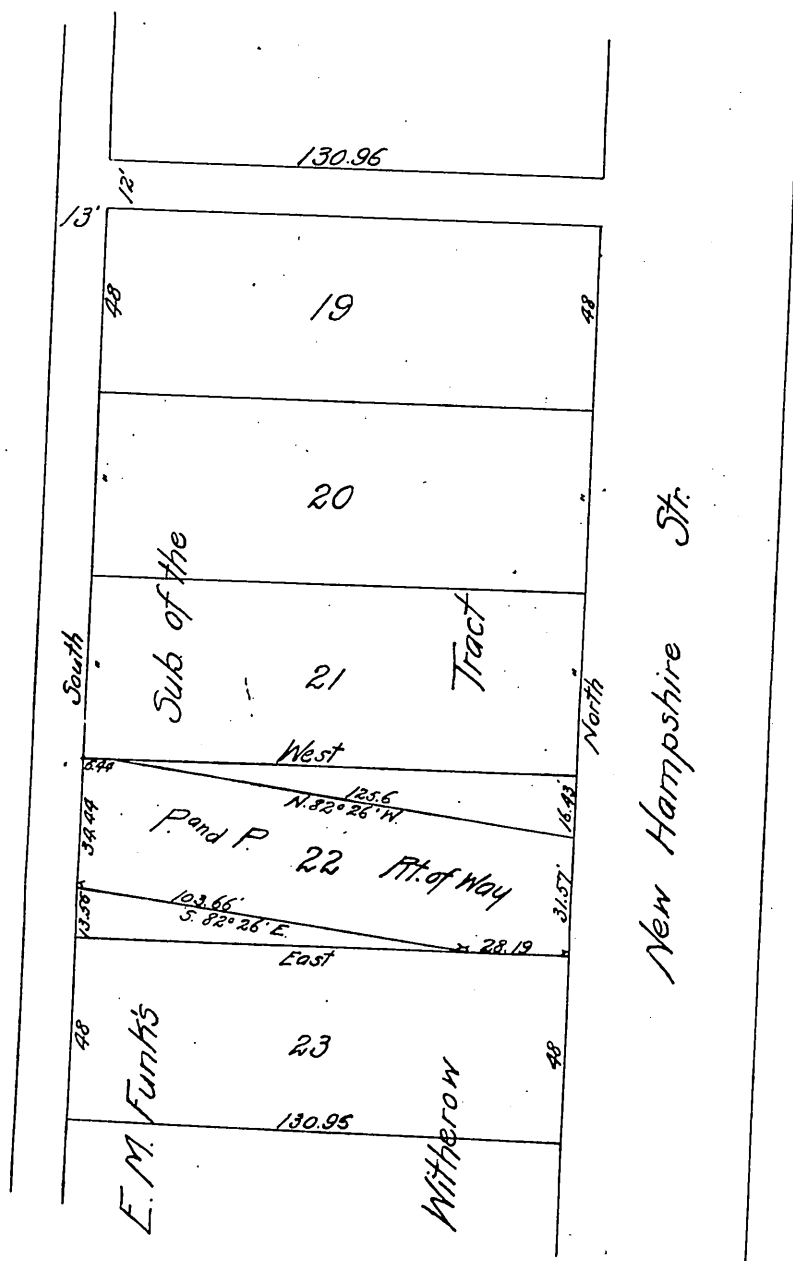 130.96
12'
13'
48
19
48
"
20
"
Sub. of the
Tract
New Hampshire Str.
South
"
21
"
North
West
6.44
125.6
N. 82° 26' W.
16.43
34.44
P. and P. 22 Rt. of Way
31.57'
103.66'
S. 82° 26' E.
13.56
28.19
East
48
23
48
130.95
E. M. Funk's
Witherow